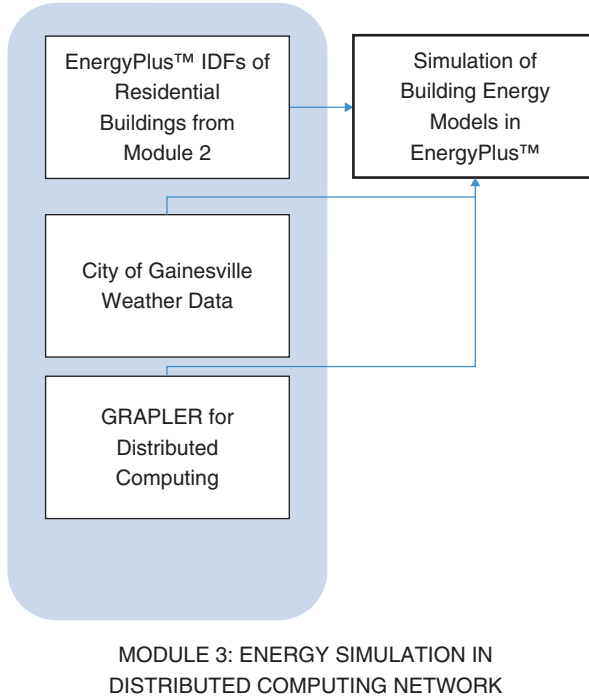 EnergyPlus™ IDFs of
Residential
Buildings from
Module 2
Simulation of
Building Energy
Models in
EnergyPlus™
City of Gainesville
Weather Data
GRAPLER for
Distributed
Computing
MODULE 3: ENERGY SIMULATION IN
DISTRIBUTED COMPUTING NETWORK